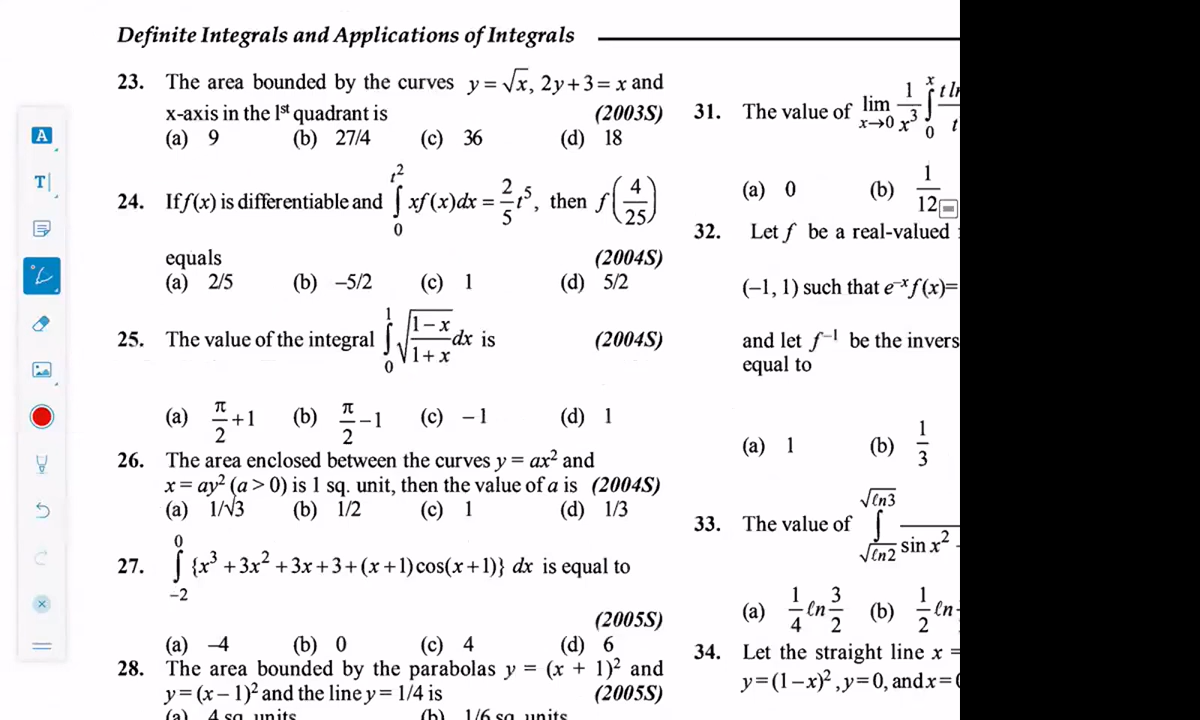 Definite Integrals and Applications of Integrals
23. The area bounded by the curves y = √x, 2y + 3 = x and
x-axis in the 1st quadrant is (2003S)
(a) 9 (b) 27/4 (c) 36 (d) 18
24. If f(x) is differentiable and ∫₀^{t²} xf(x)dx = 2/5 t⁵, then f(4/25)
equals (2004S)
(a) 2/5 (b) –5/2 (c) 1 (d) 5/2
25. The value of the integral ∫₀¹ √((1–x)/(1+x)) dx is (2004S)
(a) π/2 + 1 (b) π/2 – 1 (c) – 1 (d) 1
26. The area enclosed between the curves y = ax² and
x = ay² (a > 0) is 1 sq. unit, then the value of a is (2004S)
(a) 1/√3 (b) 1/2 (c) 1 (d) 1/3
27. ∫₋₂⁰ {x³ + 3x² + 3x + 3 + (x + 1) cos(x + 1)} dx is equal to
(2005S)
(a) –4 (b) 0 (c) 4 (d) 6
28. The area bounded by the parabolas y = (x + 1)² and
y = (x – 1)² and the line y = 1/4 is (2005S)
(a) 4 sq. units (b) 1/6 sq. units
31. The value of lim x→0 1/x³ ∫₀ˣ t ln
t
(a) 0 (b) 1/12
32. Let f be a real-valued
(–1, 1) such that e⁻ˣ f(x) =
and let f⁻¹ be the invers
equal to
(a) 1 (b) 1/3
33. The value of ∫_{√ℓn2}^{√ℓn3} sin x²
(a) 1/4 ℓn 3/2 (b) 1/2 ℓn
34. Let the straight line x =
y = (1 – x)², y = 0, and x = 0
A
T